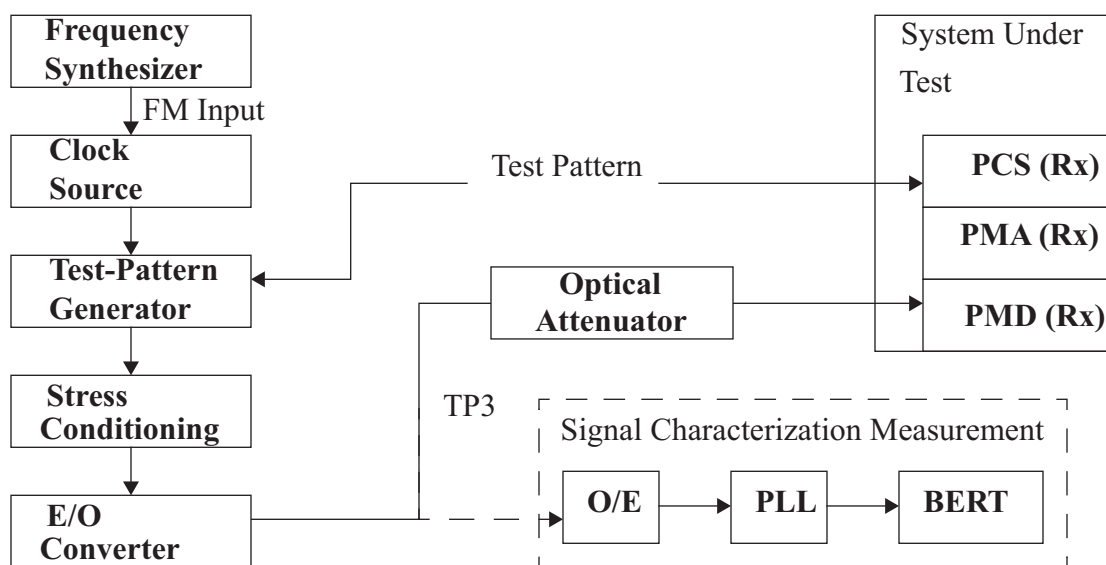 Frequency
Synthesizer
FM Input
Clock
Source
Test-Pattern
Generator
Stress
Conditioning
E/O
Converter
Test Pattern
Optical
Attenuator
TP3
System Under
Test
PCS (Rx)
PMA (Rx)
PMD (Rx)
Signal Characterization Measurement
O/E
PLL
BERT